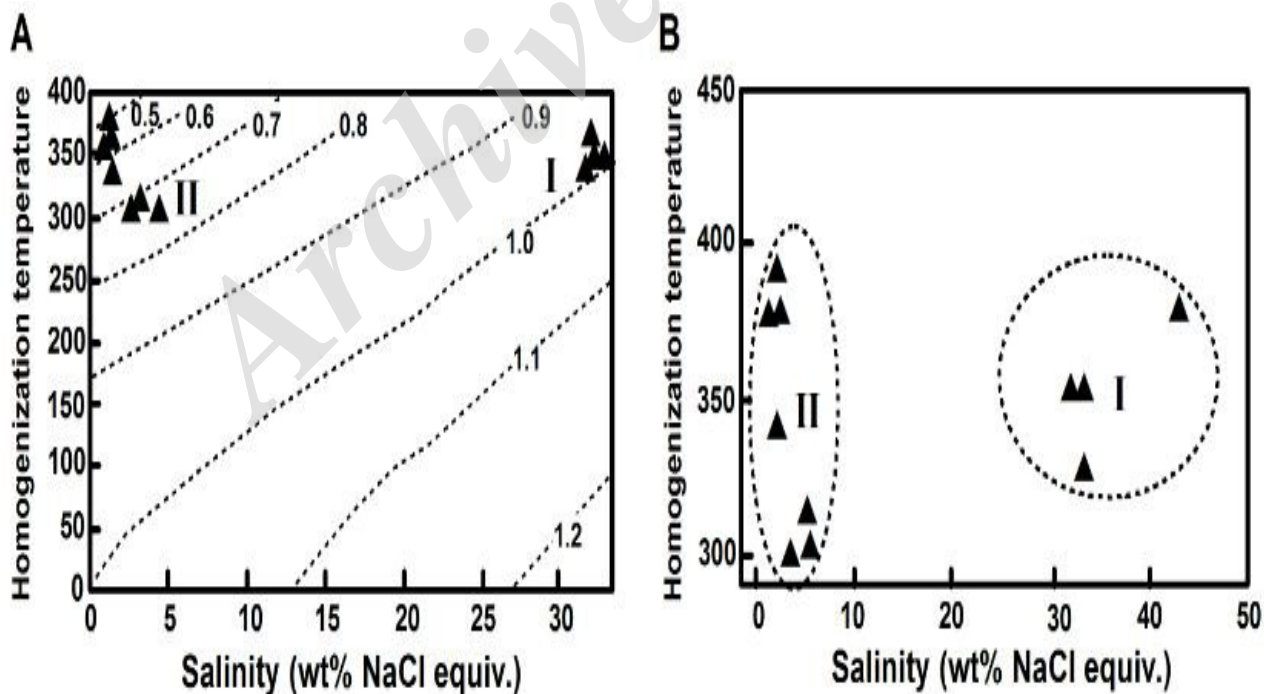 A
Homogenization temperature
400
350
300
250
200
150
100
50
0
0.5
0.6
0.7
0.8
0.9
1.0
1.1
1.2
I
II
0 5 10 15 20 25 30
Salinity (wt% NaCl equiv.)
Archive
B
Homogenization temperature
450
400
350
300
II
I
0 10 20 30 40 50
Salinity (wt% NaCl equiv.)